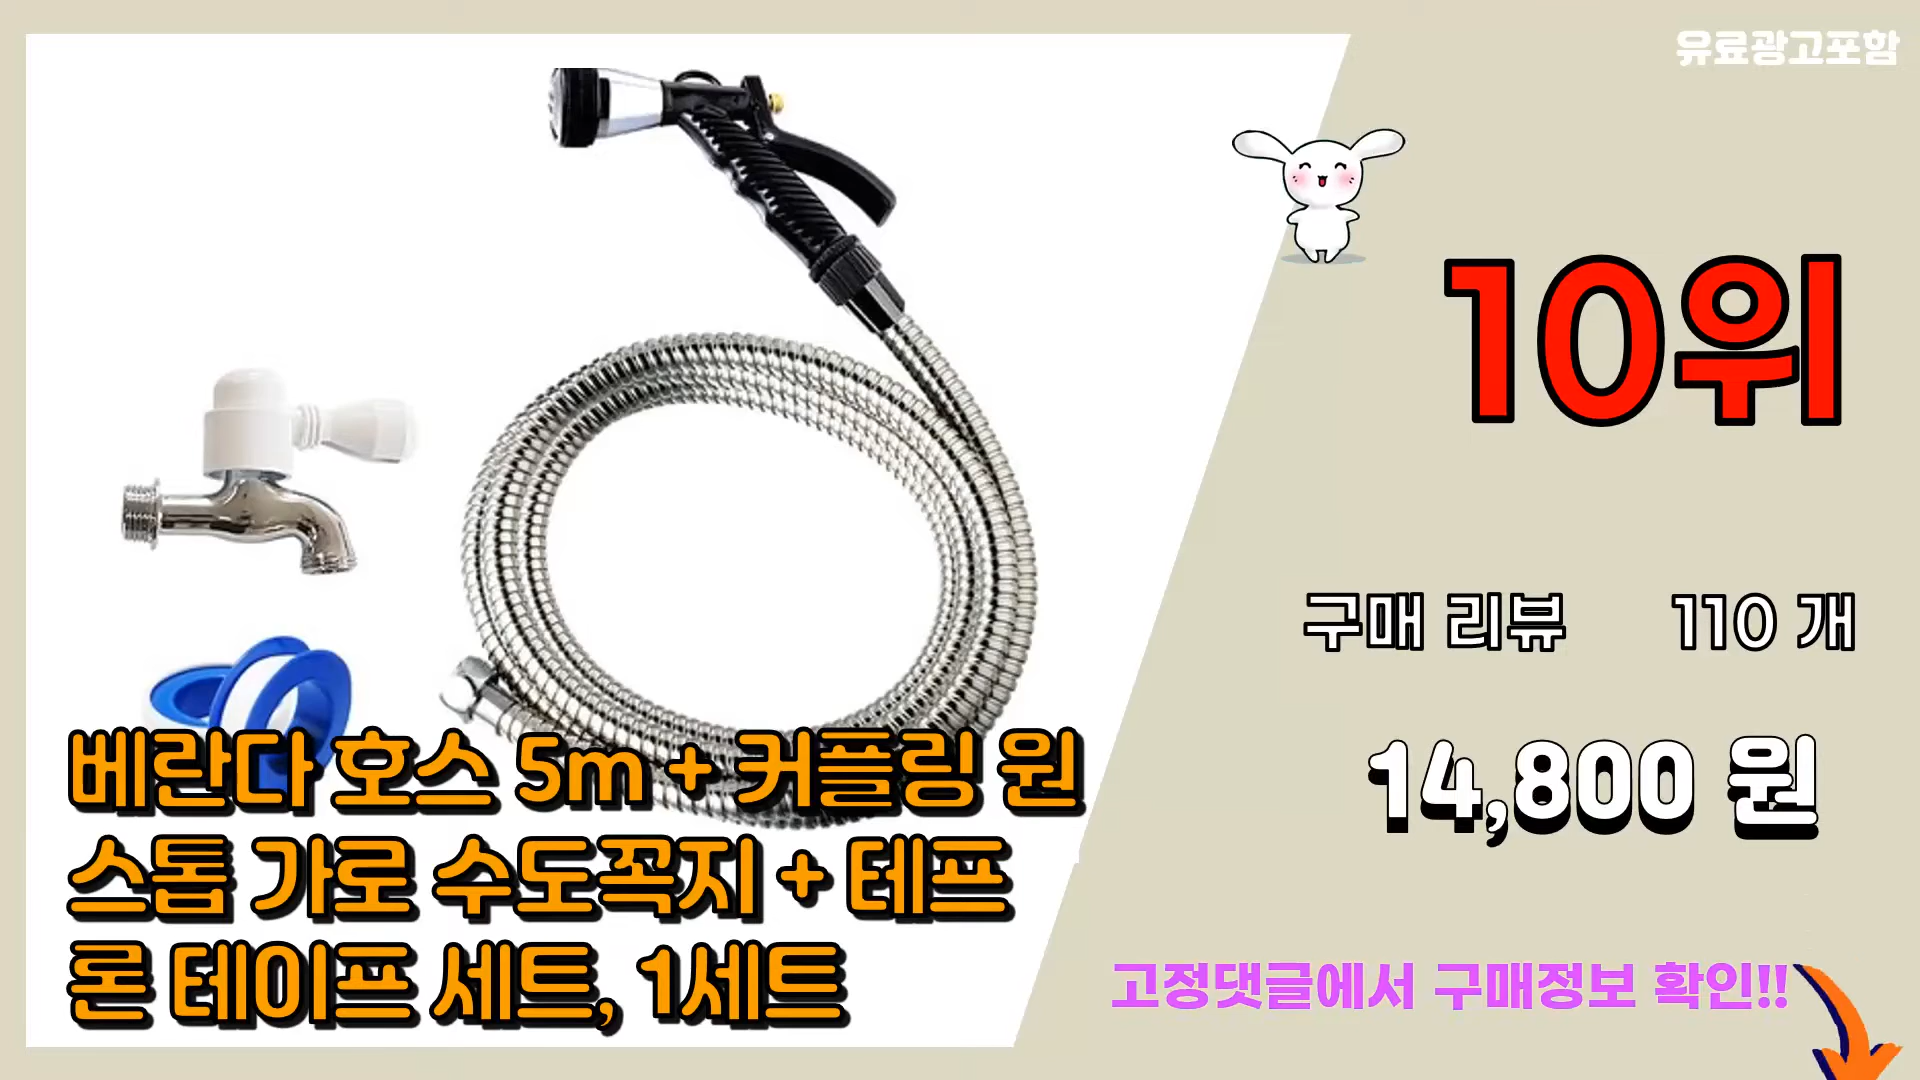 유료광고포함
10위
구매 리뷰 110 개
14,800 원
베란다 호스 5m + 커플링 원
스톱 가로 수도꼭지 + 테프
론 테이프 세트, 1세트
고정댓글에서 구매정보 확인!!